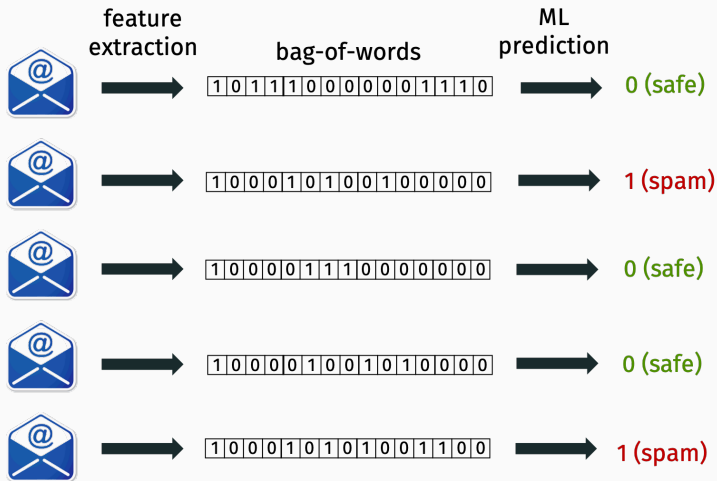 feature
extraction
bag-of-words
ML
prediction
@
1 0 1 1 1 0 0 0 0 0 0 1 1 1 0
0 (safe)
@
1 0 0 0 1 0 1 0 0 1 0 0 0 0 0
1 (spam)
@
1 0 0 0 0 1 1 1 0 0 0 0 0 0 0
0 (safe)
@
1 0 0 0 0 1 0 0 1 0 1 0 0 0 0
0 (safe)
@
1 0 0 0 1 0 1 0 1 0 0 1 1 0 0
1 (spam)